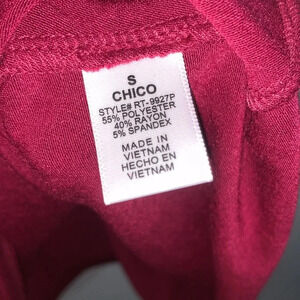 S
CHICO
STYLE# RT-9927P
55% POLYESTER
40% RAYON
5% SPANDEX
MADE IN
VIETNAM
HECHO EN
VIETNAM